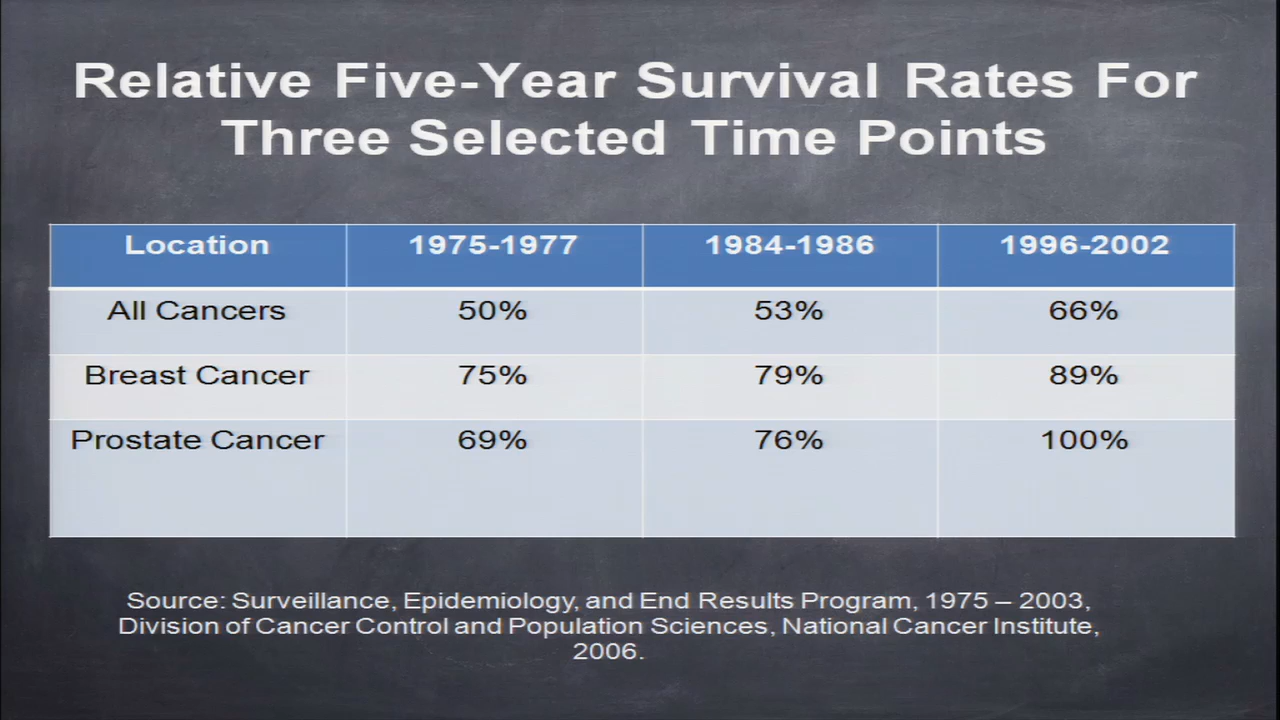 Relative Five-Year Survival Rates For
Three Selected Time Points
Location 1975-1977 1984-1986 1996-2002
All Cancers 50% 53% 66%
Breast Cancer 75% 79% 89%
Prostate Cancer 69% 76% 100%
Source: Surveillance, Epidemiology, and End Results Program, 1975 – 2003,
Division of Cancer Control and Population Sciences, National Cancer Institute,
2006.